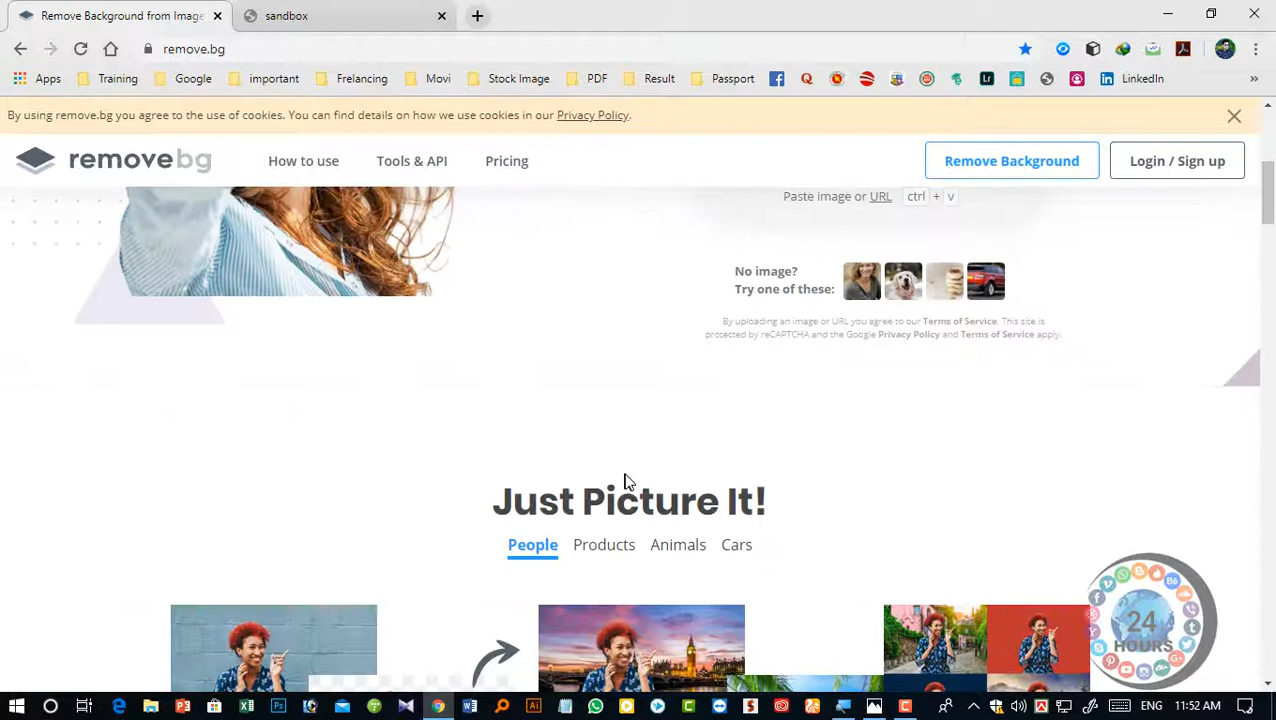 Remove Background from Image
sandbox
remove.bg
Apps
Training
Google
important
Frelancing
Movi
Stock Image
PDF
Result
Passport
LinkedIn
By using remove.bg you agree to the use of cookies. You can find details on how we use cookies in our Privacy Policy.
removebg
How to use
Tools & API
Pricing
Remove Background
Login / Sign up
Paste image or URL ctrl + v
No image?
Try one of these:
By uploading an image or URL you agree to our Terms of Service. This site is
protected by reCAPTCHA and the Google Privacy Policy and Terms of Service apply.
Just Picture It!
People
Products
Animals
Cars
24
HOURS
ENG
11:52 AM